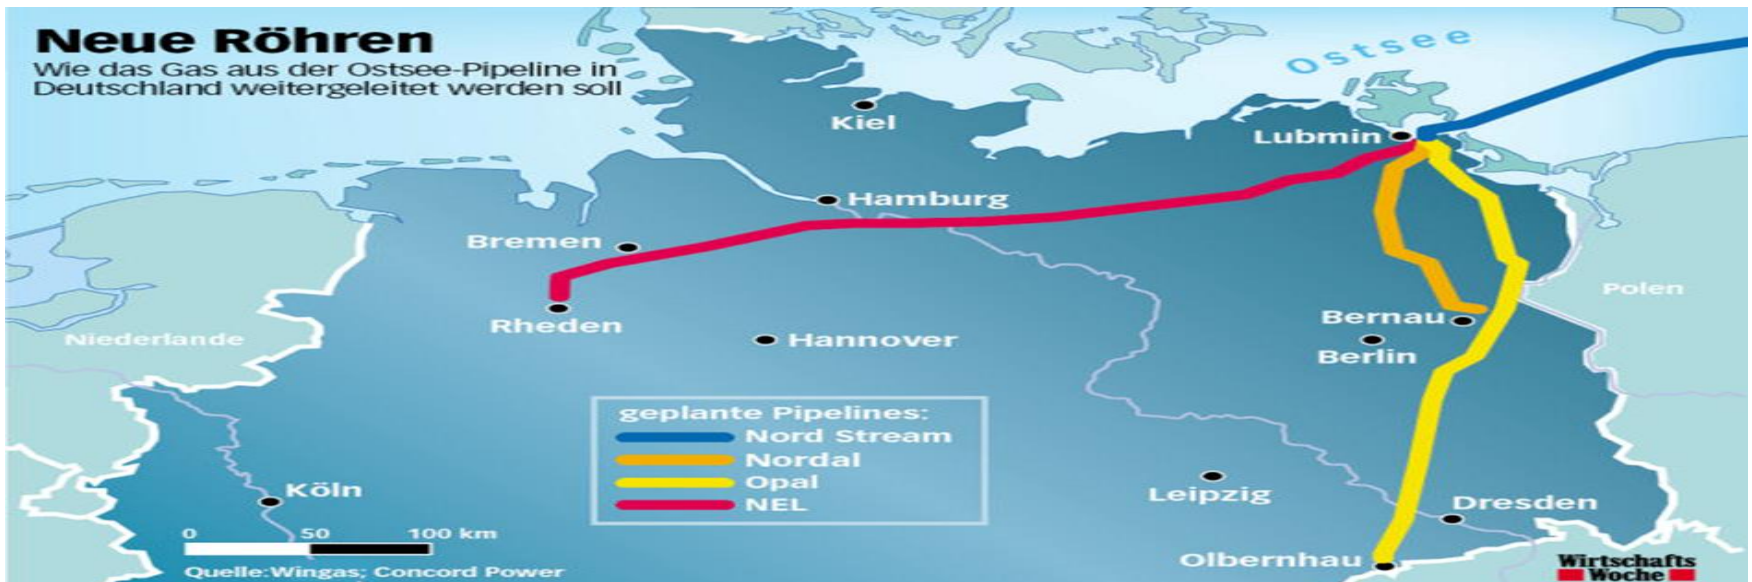 Neue Röhren
Wie das Gas aus der Ostsee-Pipeline in
Deutschland weitergeleitet werden soll
Ostsee
Kiel
Lubmin
Hamburg
Bremen
Rheden
Hannover
Niederlande
Polen
Bernau
Berlin
geplante Pipelines:
Nord Stream
Nordal
Opal
NEL
Köln
Leipzig
Dresden
Olbernhau
0 50 100 km
Quelle:Wingas; Concord Power
Wirtschafts
Woche